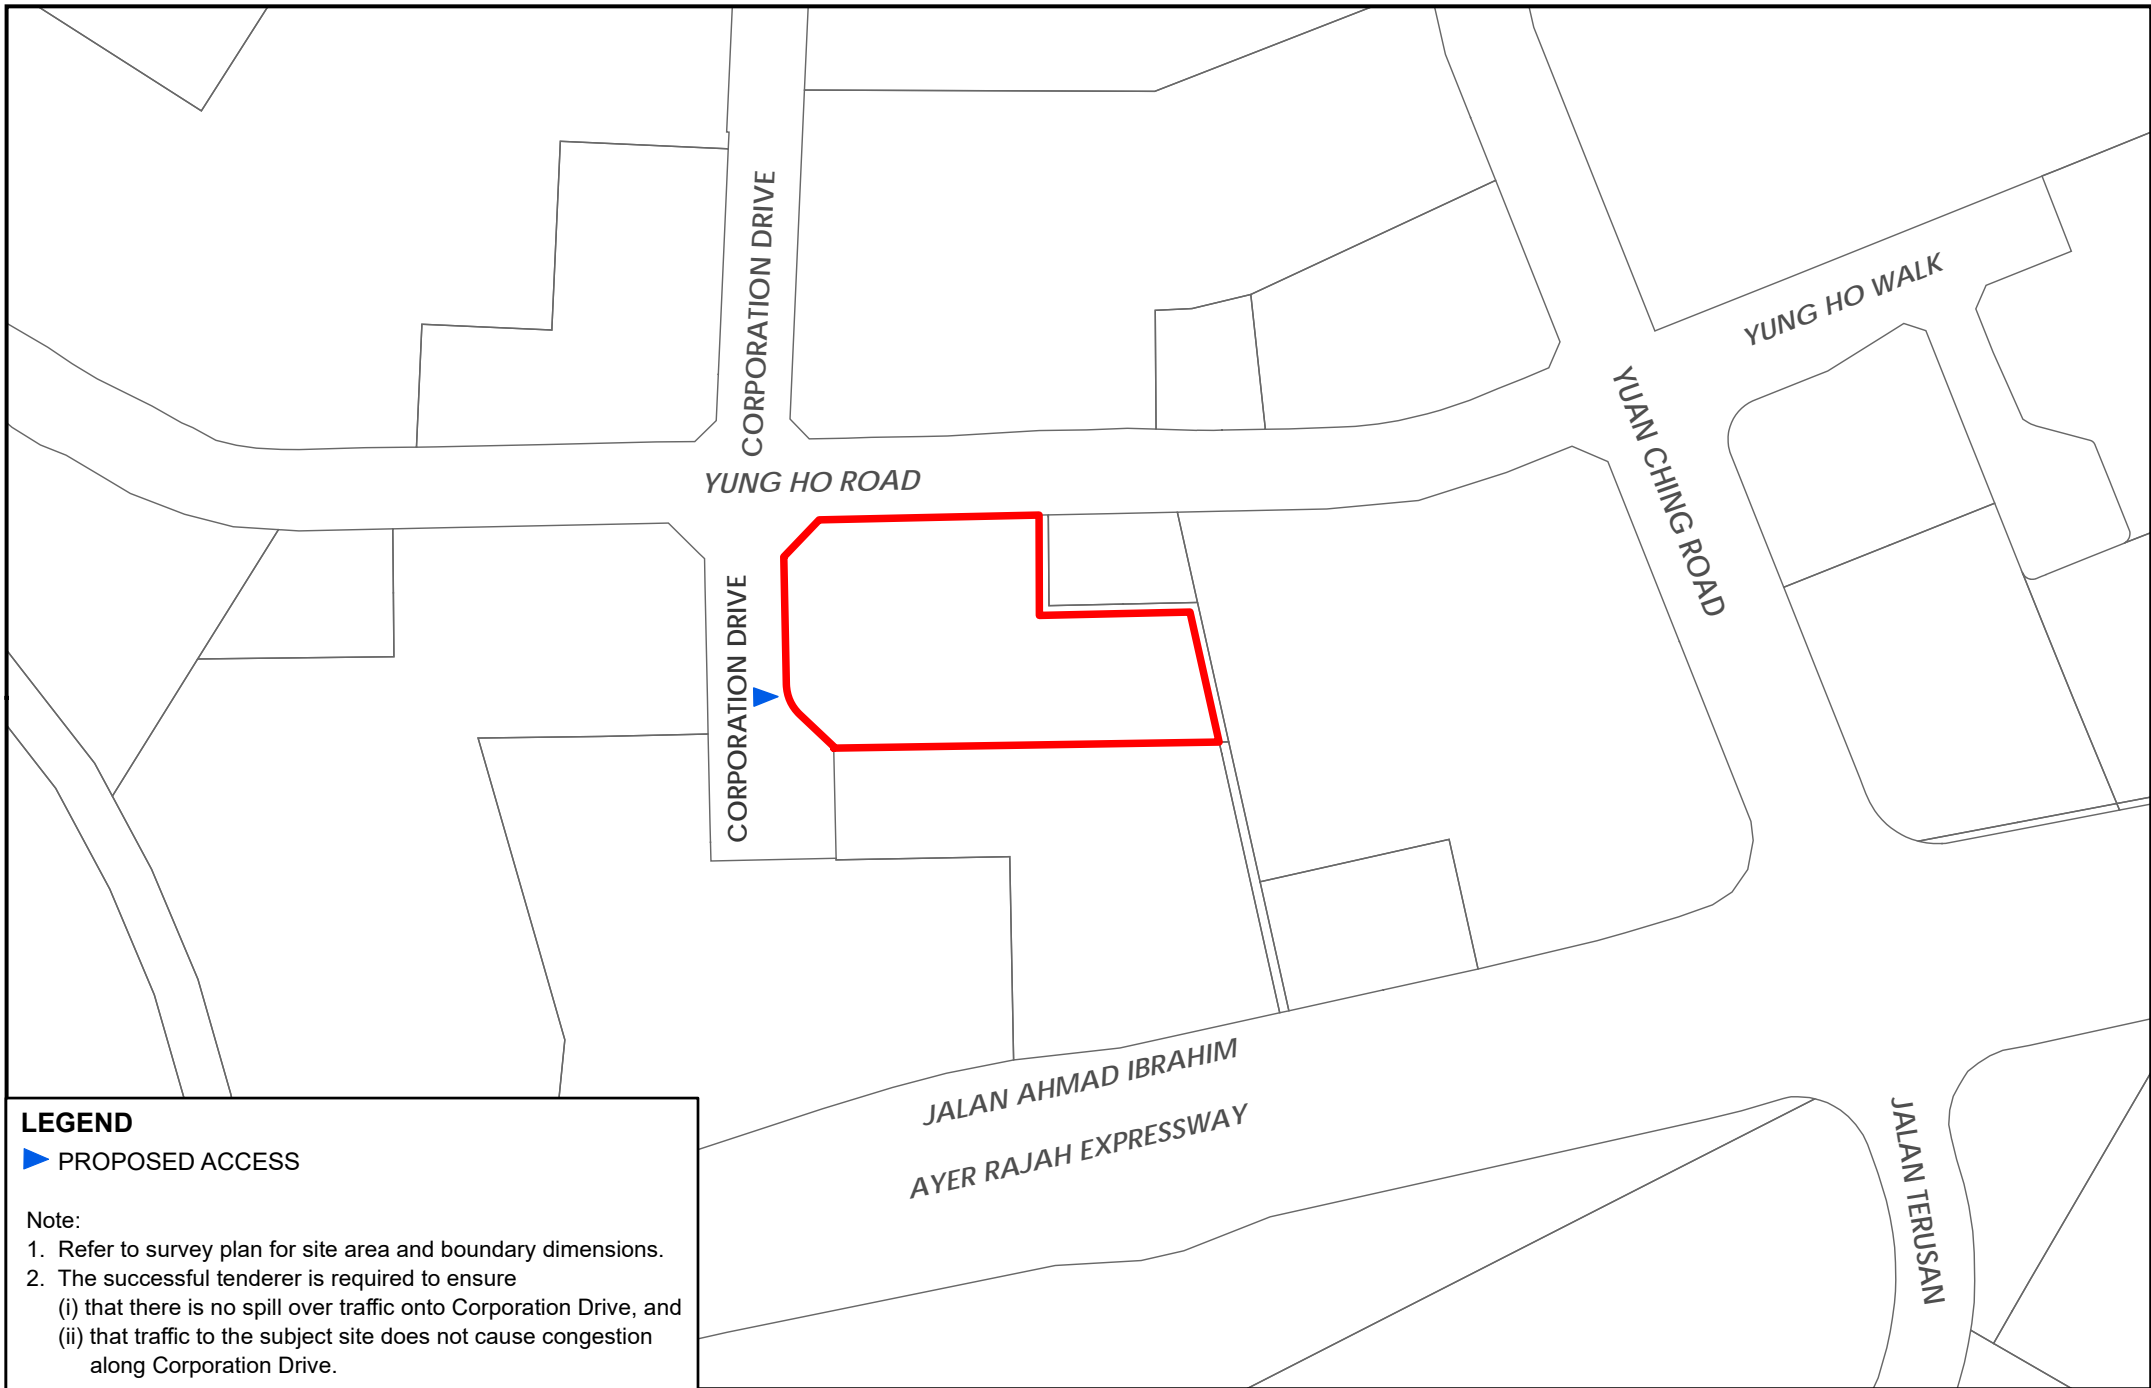 CORPORATION DRIVE
YUNG HO WALK
YUNG HO ROAD
YUAN CHING ROAD
CORPORATION DRIVE
JALAN AHMAD IBRAHIM
AYER RAJAH EXPRESSWAY
JALAN TERUSAN
LEGEND
PROPOSED ACCESS
Note:
1. Refer to survey plan for site area and boundary dimensions.
2. The successful tenderer is required to ensure
(i) that there is no spill over traffic onto Corporation Drive, and
(ii) that traffic to the subject site does not cause congestion
along Corporation Drive.